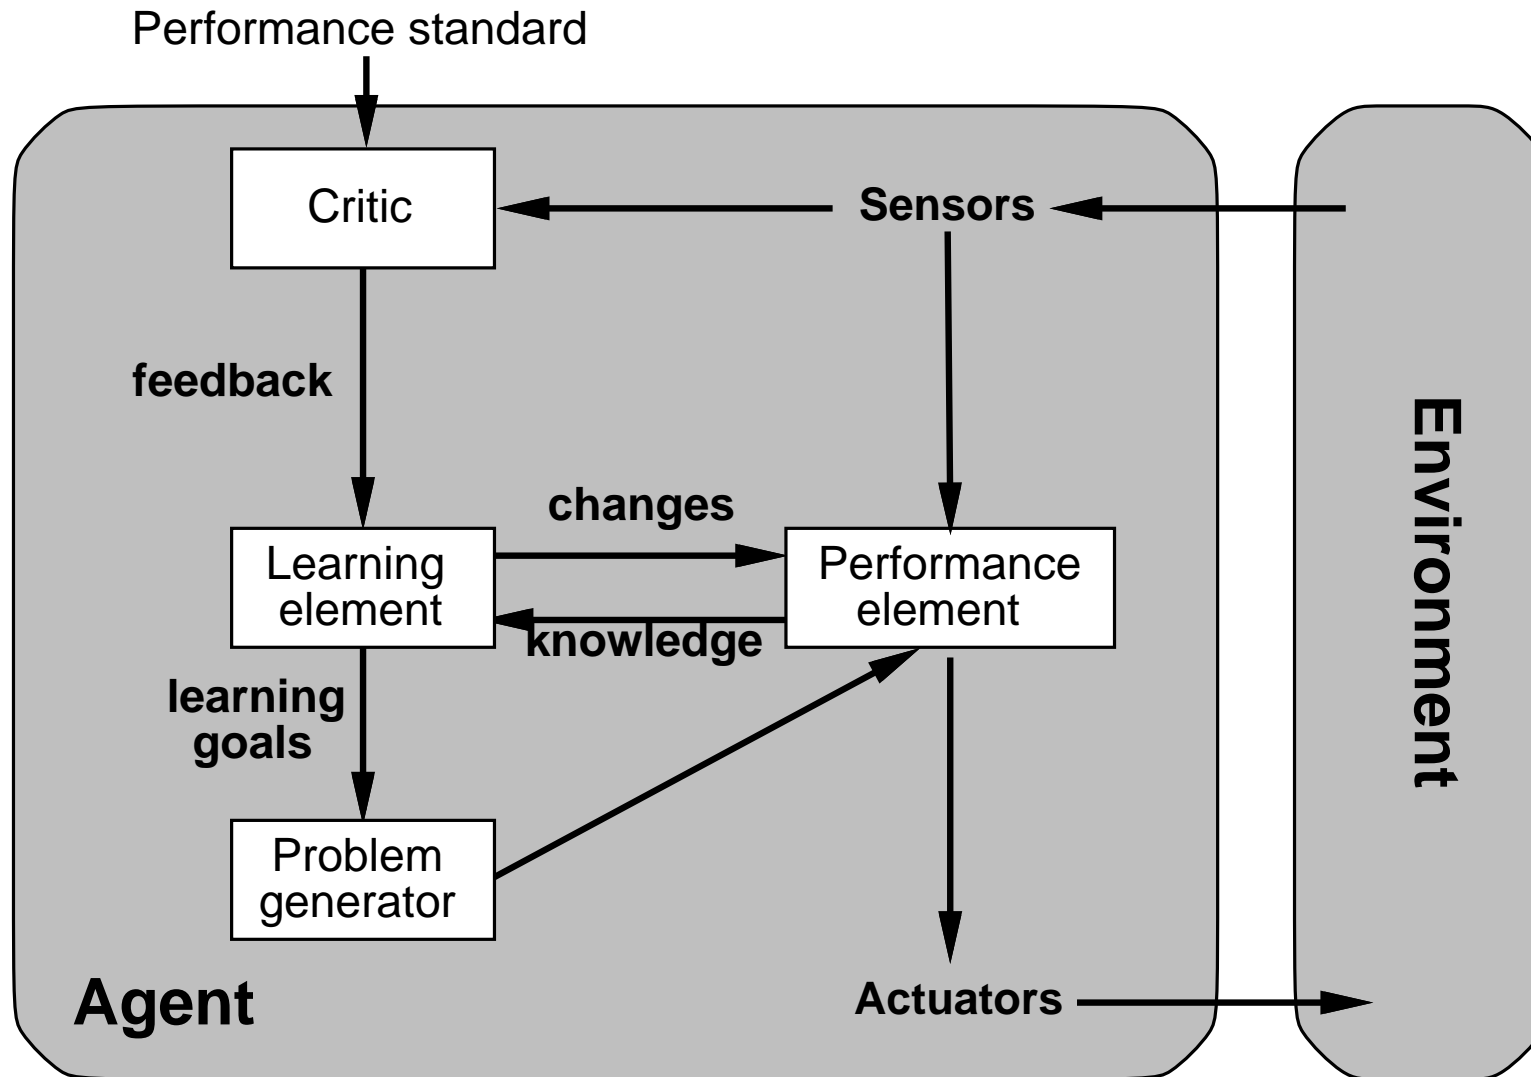 Performance standard
Critic
Sensors
feedback
changes
Learning
element
Performance
element
knowledge
learning
goals
Problem
generator
Agent
Actuators
Environment